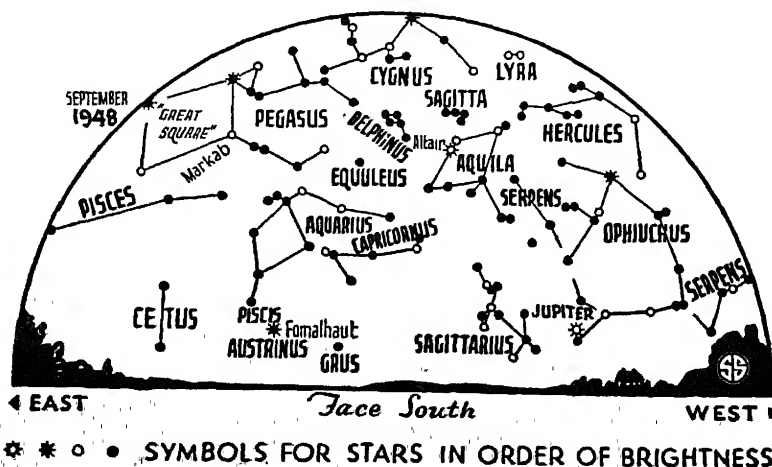 CYGNUS
LYRA
SEPTEMBER
1948
"GREAT
SQUARE"
PEGASUS
DELPHINUS
SAGITTA
HERCULES
Altair
Markab
EQUULEUS
AQUILA
SERPENS
PISCES
AQUARIUS
CAPRICORNUS
OPHIUCHUS
SERPENS
CETUS
PISCIS
AUSTRINUS
Fomalhaut
GRUS
SAGITTARIUS
JUPITER
EAST
Face South
WEST
SYMBOLS FOR STARS IN ORDER OF BRIGHTNESS